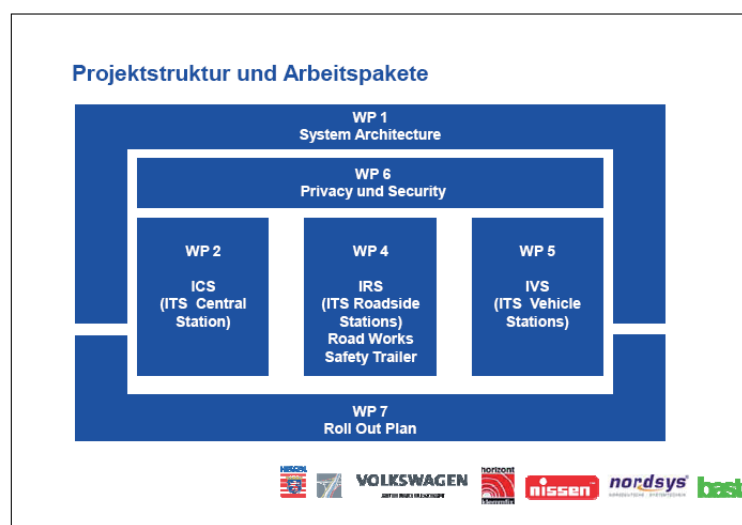 Projektstruktur und Arbeitspakete
WP 1
System Architecture
WP 6
Privacy und Security
WP 2
ICS
(ITS Central
Station)
WP 4
IRS
(ITS Roadside
Stations)
Road Works
Safety Trailer
WP 5
IVS
(ITS Vehicle
Stations)
WP 7
Roll Out Plan
HESSEN
VOLKSWAGEN
horizont
nissen
nordsys
bast